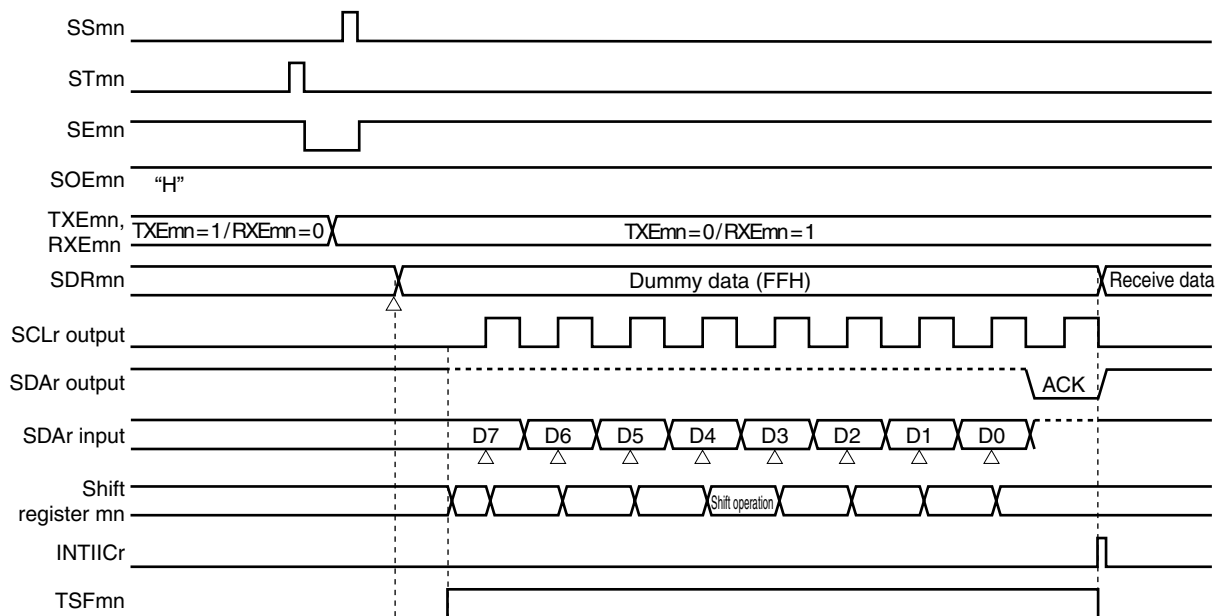 SSmn
STmn
SEmn
SOEmn
“H”
TXEmn,
RXEmn
TXEmn=1/RXEmn=0
TXEmn=0/RXEmn=1
SDRmn
Dummy data (FFH)
Receive data
SCLr output
SDAr output
ACK
SDAr input
D7 D6 D5 D4 D3 D2 D1 D0
Shift
register mn
Shift operation
INTIICr
TSFmn